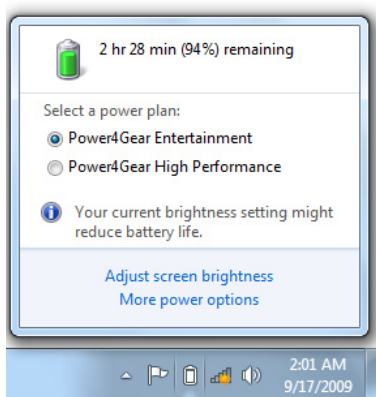 2 hr 28 min (94%) remaining
Select a power plan:
Power4Gear Entertainment
Power4Gear High Performance
Your current brightness setting might
reduce battery life.
Adjust screen brightness
More power options
2:01 AM
9/17/2009